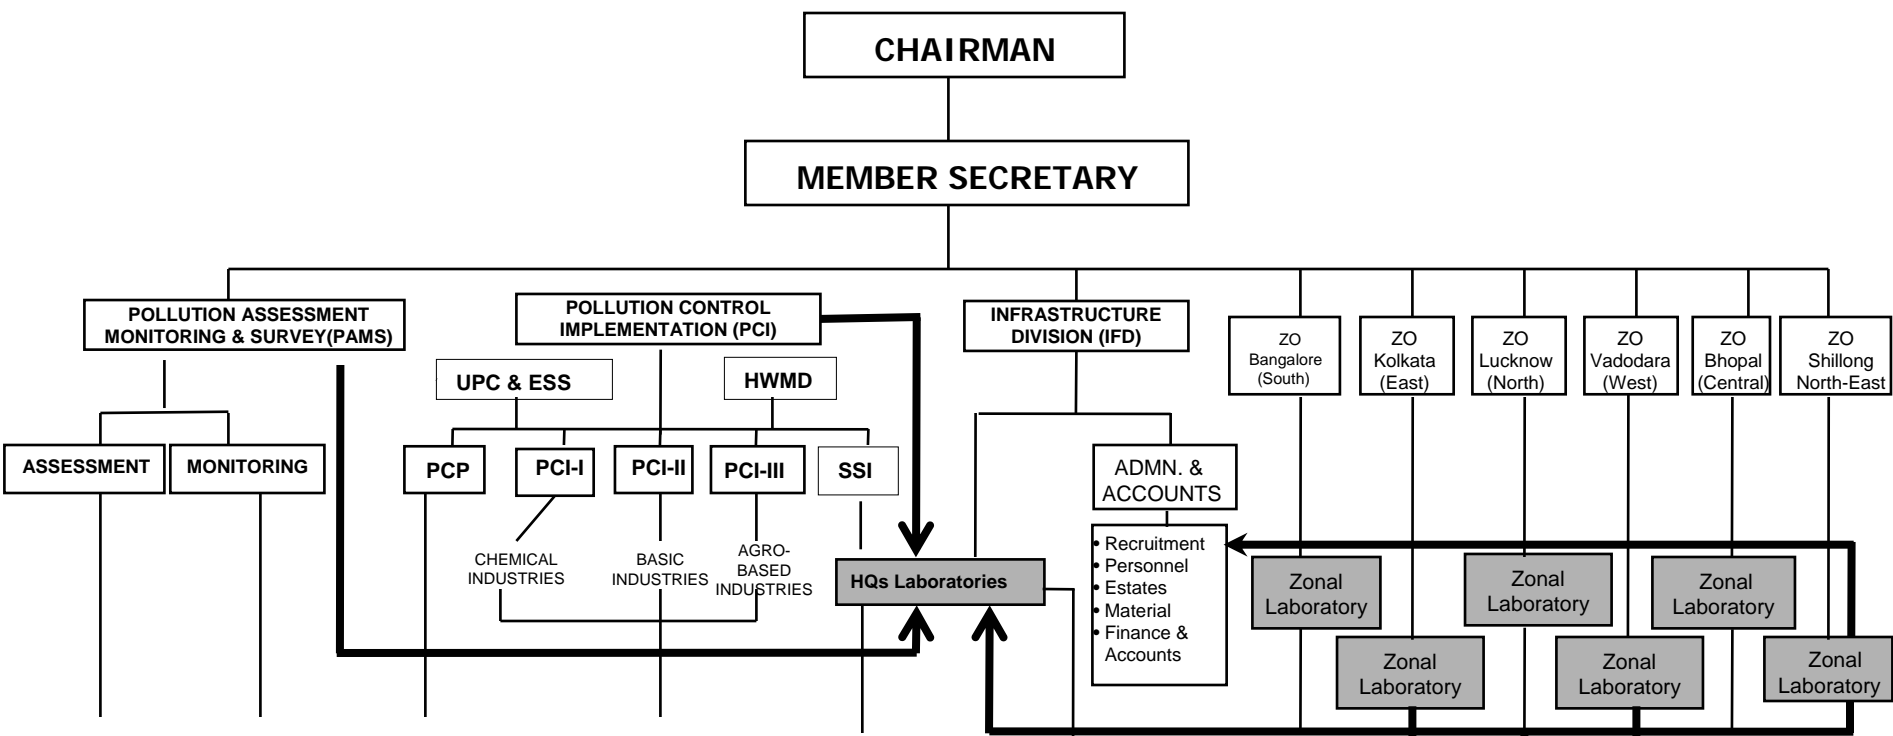 CHAIRMAN
MEMBER SECRETARY
POLLUTION ASSESSMENT
MONITORING & SURVEY(PAMS)
POLLUTION CONTROL
IMPLEMENTATION (PCI)
INFRASTRUCTURE
DIVISION (IFD)
ZO
Bangalore
(South)
ZO
Kolkata
(East)
ZO
Lucknow
(North)
ZO
Vadodara
(West)
ZO
Bhopal
(Central)
ZO
Shillong
North-East
UPC & ESS
HWMD
ASSESSMENT
MONITORING
PCP
PCI-I
PCI-II
PCI-III
SSI
ADMN. &
ACCOUNTS
CHEMICAL
INDUSTRIES
BASIC
INDUSTRIES
AGRO-
BASED
INDUSTRIES
HQs Laboratories
• Recruitment
• Personnel
• Estates
• Material
• Finance &
Accounts
Zonal
Laboratory
Zonal
Laboratory
Zonal
Laboratory
Zonal
Laboratory
Zonal
Laboratory
Zonal
Laboratory